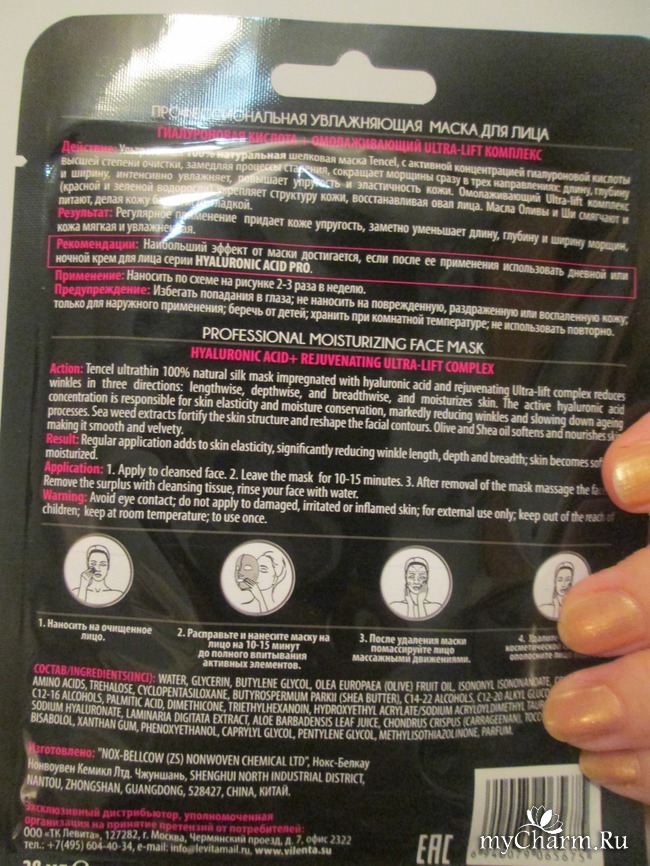 ПРОФЕССИОНАЛЬНАЯ УВЛАЖНЯЮЩАЯ МАСКА ДЛЯ ЛИЦА
ГИАЛУРОНОВАЯ КИСЛОТА + ОМОЛАЖИВАЮЩИЙ ULTRA-LIFT КОМПЛЕКС
Действие: 100% натуральная шелковая маска Tencel, с активной концентрацией гиалуроновой кислоты
высшей степени очистки, замедляя процессы старения, сокращает морщины сразу в трех направлениях: длину, глубину
и ширину, интенсивно увлажняет, повышает упругость и эластичность кожи. Омолаживающий Ultra-lift комплекс
(красной и зеленой водоросли) укрепляет структуру кожи, восстанавливая овал лица. Масла Оливы и Ши смягчают и
питают, делая кожу гладкой.
Результат: Регулярное применение придает коже упругость, заметно уменьшает длину, глубину и ширину морщин,
кожа мягкая и увлажненная.
Рекомендации: Наибольший эффект от маски достигается, если после ее применения использовать дневной или
ночной крем для лица серии HYALURONIC ACID PRO.
Применение: Наносить по схеме на рисунке 2-3 раза в неделю.
Предупреждение: Избегать попадания в глаза; не наносить на поврежденную, раздраженную или воспаленную кожу;
только для наружного применения; беречь от детей; хранить при комнатной температуре; не использовать повторно.
PROFESSIONAL MOISTURIZING FACE MASK
HYALURONIC ACID+ REJUVENATING ULTRA-LIFT COMPLEX
Action: Tencel ultrathin 100% natural silk mask impregnated with hyaluronic acid and rejuvenating Ultra-lift complex reduces
winkles in three directions: lengthwise, depthwise, and breadthwise, and moisturizes skin. The active hyaluronic acid
concentration is responsible for skin elasticity and moisture conservation, markedly reducing winkles and slowing down ageing
processes. Sea weed extracts fortify the skin structure and reshape the facial contours. Olive and Shea oil softens and nourishes skin
making it smooth and velvety.
Result: Regular application adds to skin elasticity, significantly reducing winkle length, depth and breadth; skin becomes soft
moisturized.
Application: 1. Apply to cleansed face. 2. Leave the mask for 10-15 minutes. 3. After removal of the mask massage the face
Remove the surplus with cleansing tissue, rinse your face with water.
Warning: Avoid eye contact; do not apply to damaged, irritated or inflamed skin; for external use only; keep out of the reach of
children; keep at room temperature; to use once.
1. Наносить на очищенное
лицо.
2. Расправьте и нанесите маску на
лицо на 10-15 минут
до полного впитывания
активных элементов.
3. После удаления маски
помассируйте лицо
массажными движениями.
4. Удалите
косметической
ополосните
СОСТАВ/INGREDIENTS(INCI): WATER, GLYCERIN, BUTYLENE GLYCOL, OLEA EUROPAEA (OLIVE) FRUIT OIL, ISONONYL ISONONANOATE,
AMINO ACIDS, TREHALOSE, CYCLOPENTASILOXANE, BUTYROSPERMUM PARKII (SHEA BUTTER), C14-22 ALCOHOLS, C12-20 ALKYL
C12-16 ALCOHOLS, PALMITIC ACID, DIMETHICONE, TRIETHYLHEXANOIN, HYDROXYETHYL ACRYLATE/SODIUM ACRYLOYLDIMETHYL
SODIUM HYALURONATE, LAMINARIA DIGITATA EXTRACT, ALOE BARBADENSIS LEAF JUICE, CHONDRUS CRISPUS (CARRAGEENAN),
BISABOLOL, XANTHAN GUM, PHENOXYETHANOL, CAPRYLYL GLYCOL, PENTYLENE GLYCOL, METHYLISOTHIAZOLINONE, PARFUM.
Изготовлено: "NOX-BELLCOW (ZS) NONWOVEN CHEMICAL LTD", Нокс-Белкау
Нонвоувен Кемикл Лтд. Чжуншань, SHENGHUI NORTH INDUSTRIAL DISTRICT,
NANTOU, ZHONGSHAN, GUANGDONG, 528427, CHINA, КИТАЙ.
Эксклюзивный дистрибьютор, уполномоченная
организация на принятие претензий от потребителей:
ООО «ТК Левита», 127282, г. Москва, Чермянский проезд, д. 7, офис 2322
тел.: +7(495) 604-40-34; e-mail: info@levitamail.ru, www.vilenta.su
EAC
myCharm.Ru